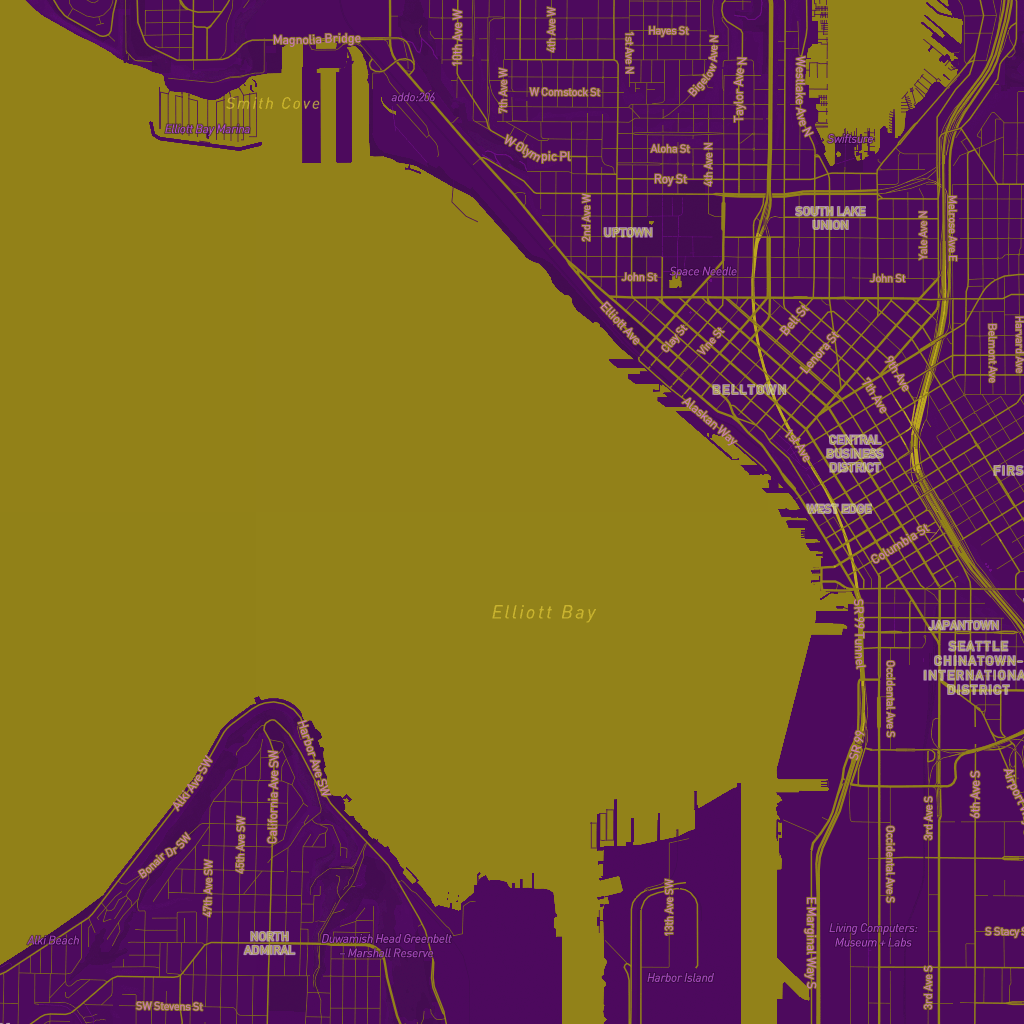 Magnolia Bridge
Smith Cove
Elliott Bay Marina
addo:286
10th Ave W
7th Ave W
4th Ave W
1st Ave N
Hayes St
Bigelow Ave N
Taylor Ave N
Westlake Ave N
W Comstock St
W Olympic Pl
Aloha St
4th Ave N
Roy St
Swiftsure
2nd Ave W
UPTOWN
SOUTH LAKE
UNION
Yale Ave N
Melrose Ave E
Space Needle
John St
John St
Elliott Ave
Clay St
Vine St
Bell St
Lenora St
Belmont Ave
Harvard Ave
9th Ave
7th Ave
BELLTOWN
Alaskan Way
1st Ave
CENTRAL
BUSINESS
DISTRICT
FIRS
WEST EDGE
Columbia St
Elliott Bay
SR 99 Tunnel
JAPANTOWN
SEATTLE
CHINATOWN-
INTERNATIONA
DISTRICT
Occidental Ave S
SR 99
Harbor Ave SW
Alki Ave SW
California Ave SW
45th Ave SW
Bonair Dr SW
47th Ave SW
6th Ave S
Airport
3rd Ave S
Occidental Ave S
13th Ave SW
E Marginal Way S
Alki Beach
NORTH
ADMIRAL
Duwamish Head Greenbelt
- Marshall Reserve
Living Computers:
Museum + Labs
S Stacy S
Harbor Island
3rd Ave S
SW Stevens St